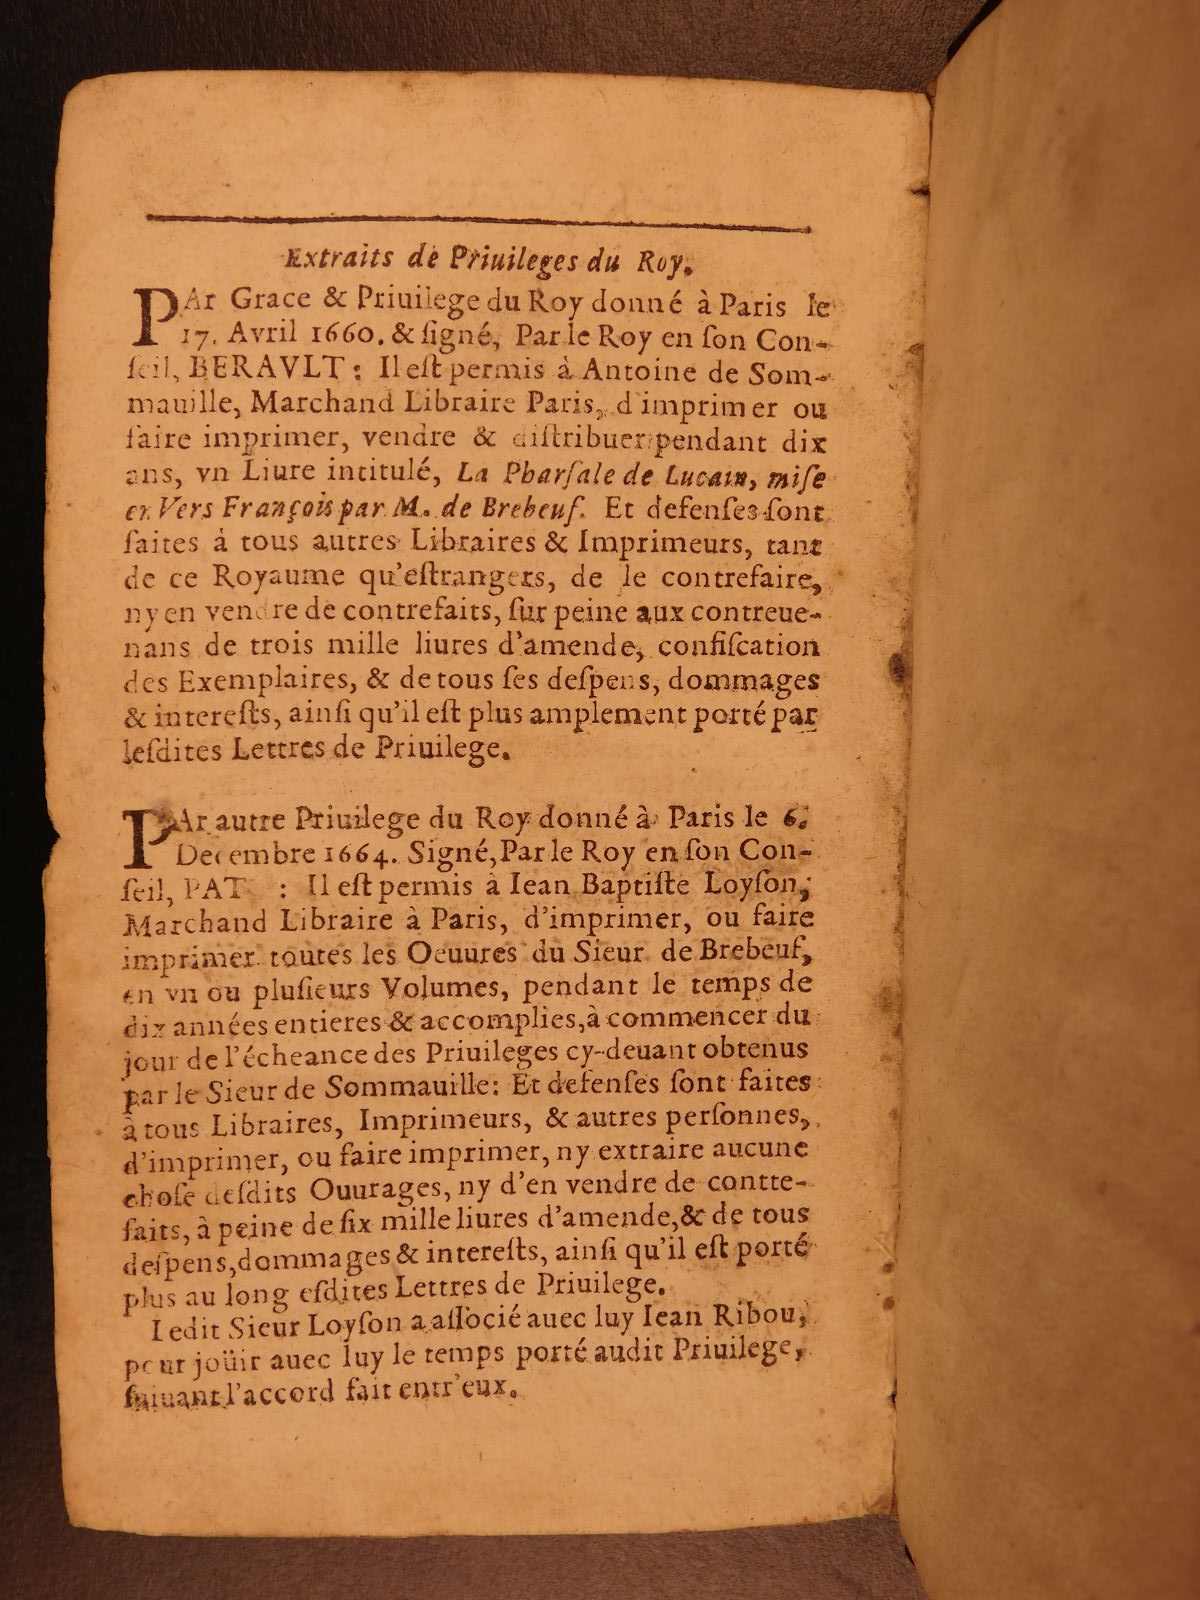 Extraits de Priuileges du Roy.
PAr Grace & Priuilege du Roy donné à Paris le
17. Avril 1660. & ſigné, Par le Roy en ſon Con-
ſeil, BERAVLT : Il eſt permis à Antoine de Som-
mauille, Marchand Libraire Paris, d'imprimer ou
faire imprimer, vendre & diſtribuer pendant dix
ans, vn Liure intitulé, La Pharſale de Lucain, miſe
en Vers François par M. de Brebeuf. Et defenſes ſont
faites à tous autres Libraires & Imprimeurs, tant
de ce Royaume qu'eſtrangers, de le contrefaire,
ny en vendre de contrefaits, ſur peine aux contreue-
nans de trois mille liures d'amende, confiſcation
des Exemplaires, & de tous ſes deſpens, dommages
& intereſts, ainſi qu'il eſt plus amplement porté par
leſdites Lettres de Priuilege.
PAr autre Priuilege du Roy donné à Paris le 6.
Decembre 1664. Signé, Par le Roy en ſon Con-
ſeil, PAT : Il eſt permis à Iean Baptiſte Loyſon,
Marchand Libraire à Paris, d'imprimer, ou faire
imprimer toutes les Oeuures du Sieur de Brebeuf,
en vn ou pluſieurs Volumes, pendant le temps de
dix années entieres & accomplies, à commencer du
jour de l'écheance des Priuileges cy-deuant obtenus
par le Sieur de Sommauille: Et defenſes ſont faites
à tous Libraires, Imprimeurs, & autres perſonnes,
d'imprimer, ou faire imprimer, ny extraire aucune
choſe deſdits Ouurages, ny d'en vendre de contte-
faits, à peine de ſix mille liures d'amende, & de tous
deſpens, dommages & intereſts, ainſi qu'il eſt porté
plus au long eſdites Lettres de Priuilege.
Ledit Sieur Loyſon a aſſocié auec luy Iean Ribou,
pour joüir auec luy le temps porté audit Priuilege,
ſuiuant l'accord fait entr'eux.